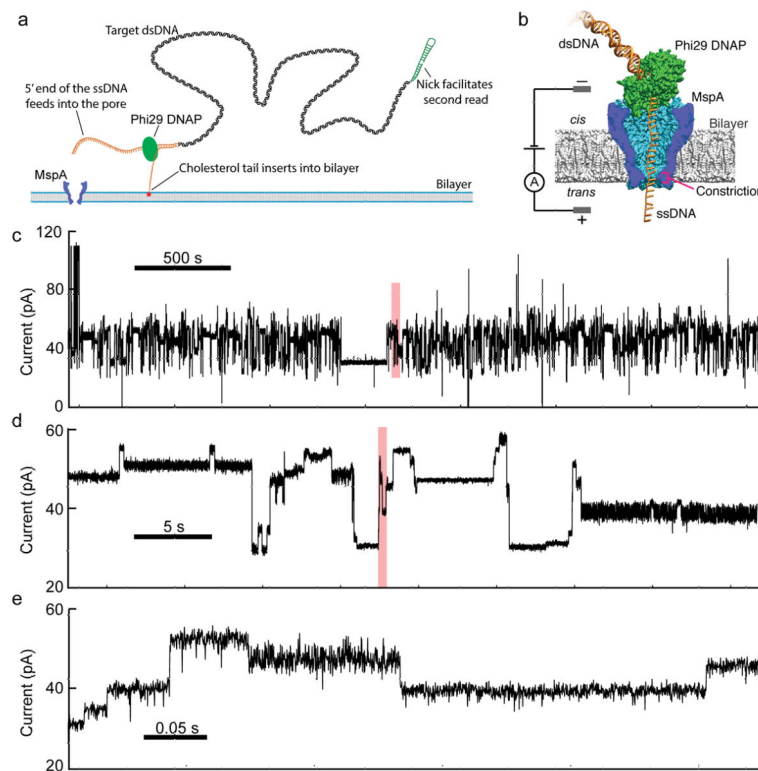 a
Target dsDNA
5' end of the ssDNA
feeds into the pore
Phi29 DNAP
Nick facilitates
second read
Cholesterol tail inserts into bilayer
MspA
Bilayer
b
dsDNA
Phi29 DNAP
MspA
cis
Bilayer
A
trans
Constriction
ssDNA
−
+
c
120
80
40
0
Current (pA)
500 s
d
60
40
20
Current (pA)
5 s
e
60
40
20
Current (pA)
0.05 s